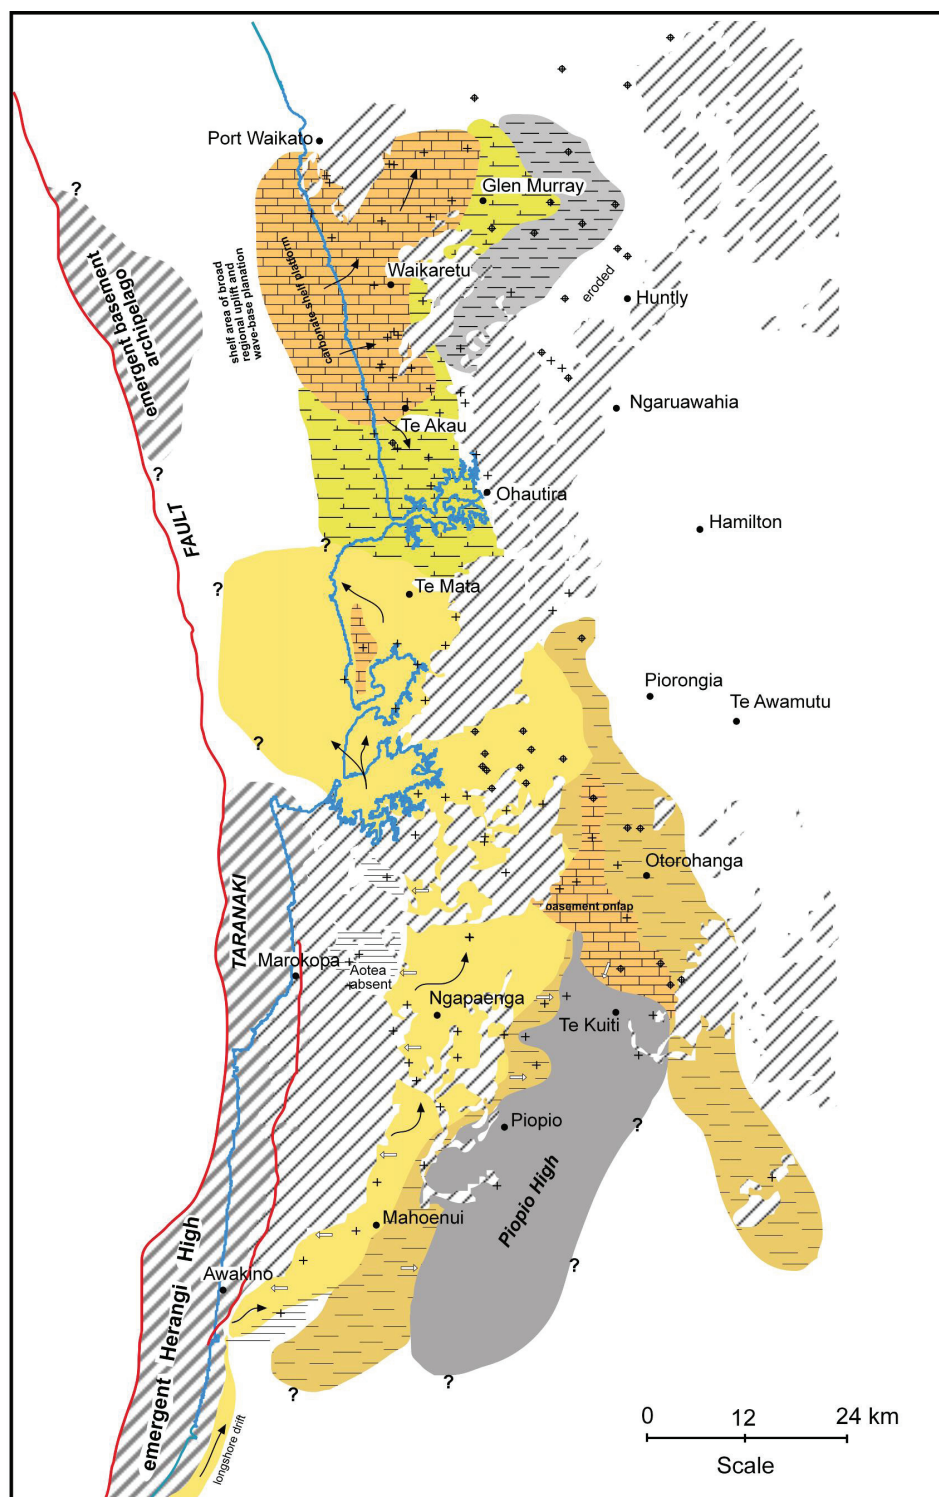 Port Waikato
?
Glen Murray
emergent basement
archipelago
shelf area of broad
regional uplift and
wave-base planation
carbonate shelf platform
Waikaretu
eroded
Huntly
Te Akau
Ngaruawahia
?
Ohautira
FAULT
Hamilton
?
?
Te Mata
Piorongia
Te Awamutu
?
TARANAKI
Otorohanga
basement onlap
Marokopa
Aotea
absent
Ngapaenga
Te Kuiti
Piopio
?
Piopio High
Mahoenui
?
Awakino
emergent Herangi High
?
?
longshore drift
0
12
24 km
Scale